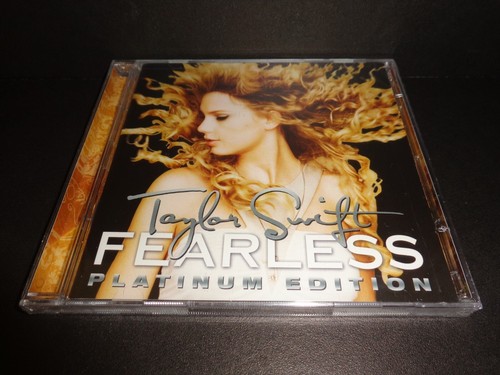 Taylor Swift
FEARLESS
PLATINUM EDITION